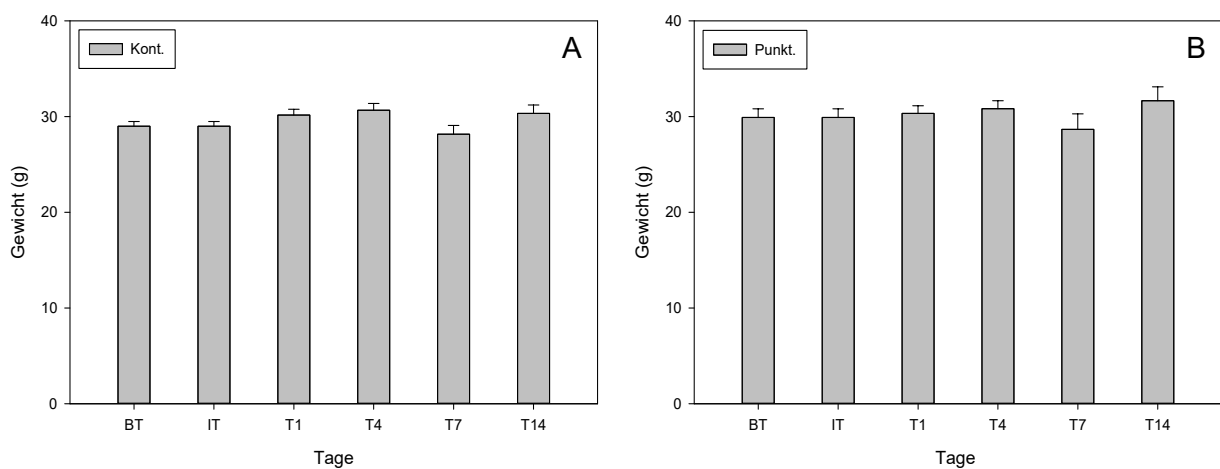 40
30
20
10
0
Gewicht (g)
Kont.
A
BT IT T1 T4 T7 T14
Tage
40
30
20
10
0
Gewicht (g)
Punkt.
B
BT IT T1 T4 T7 T14
Tage